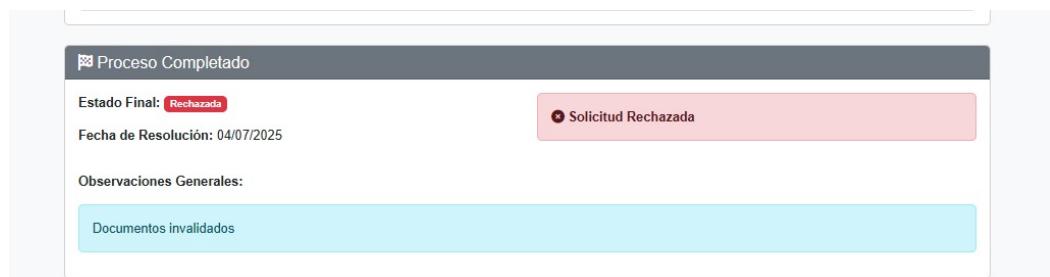 Proceso Completado
Estado Final: Rechazada
Solicitud Rechazada
Fecha de Resolución: 04/07/2025
Observaciones Generales:
Documentos invalidados